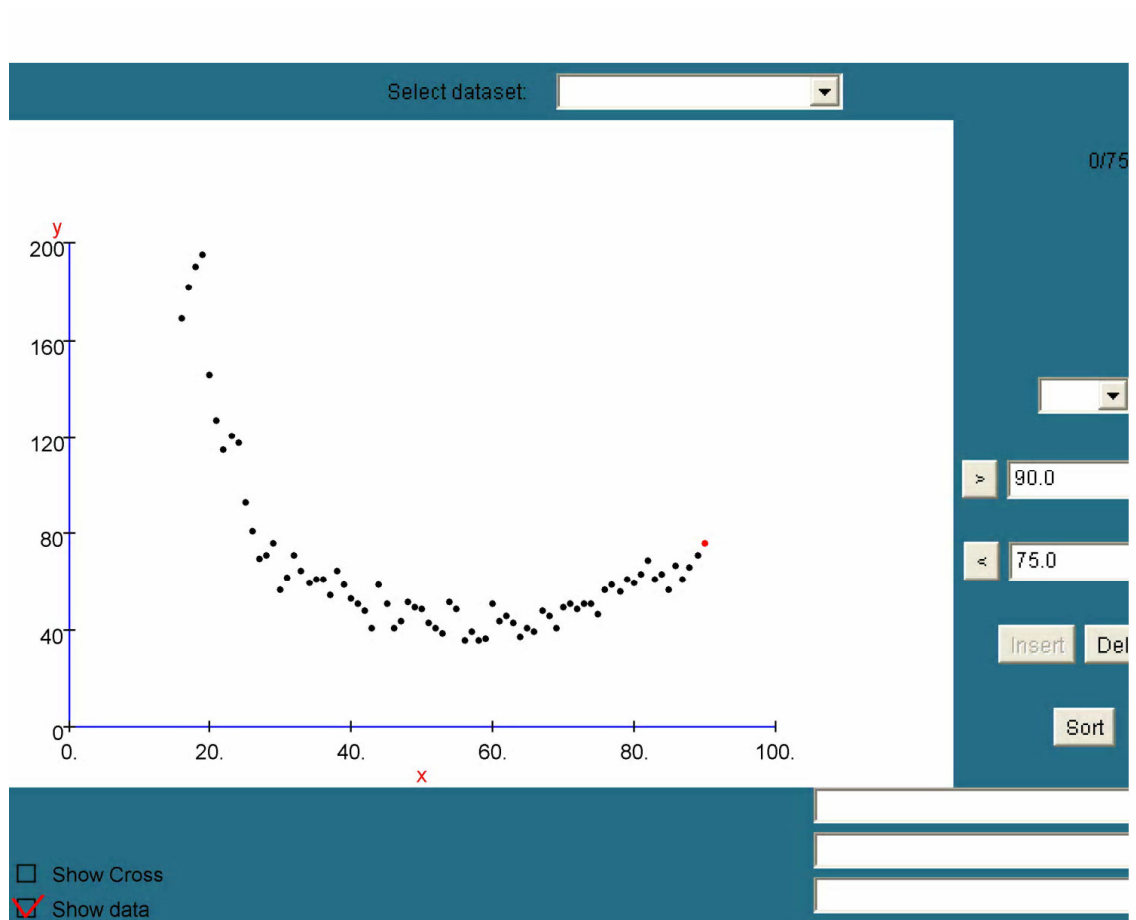 Select dataset:
0/75
y
200
160
120
80
40
0
0. 20. 40. 60. 80. 100.
x
> 90.0
< 75.0
Insert Del
Sort
Show Cross
Show data